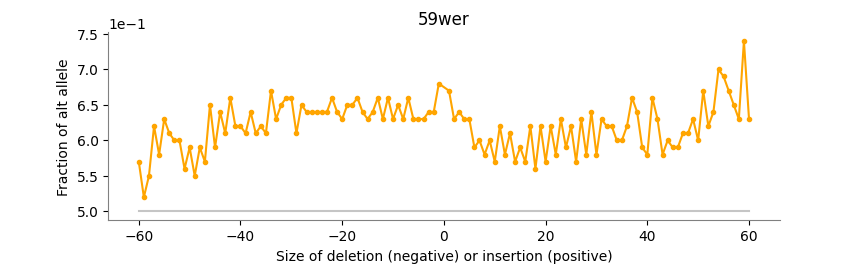 59wer
1e−1
7.5
7.0
6.5
6.0
5.5
5.0
Fraction of alt allele
−60 −40 −20 0 20 40 60
Size of deletion (negative) or insertion (positive)